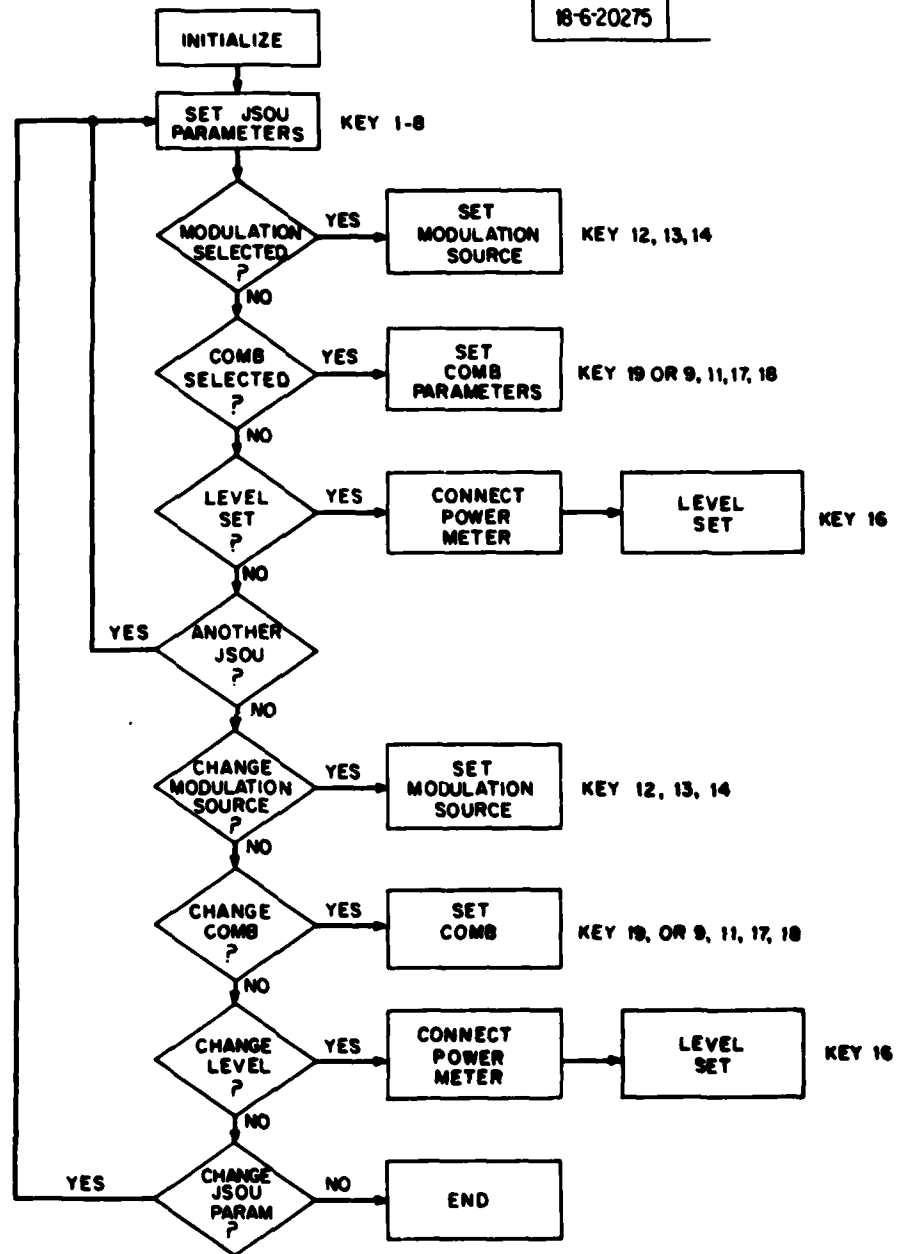 18-6-20275
INITIALIZE
SET JSOU
PARAMETERS
KEY 1-8
MODULATION
SELECTED
?
YES
SET
MODULATION
SOURCE
KEY 12, 13, 14
NO
COMB
SELECTED
?
YES
SET
COMB
PARAMETERS
KEY 19 OR 9, 11, 17, 18
NO
LEVEL
SET
?
YES
CONNECT
POWER
METER
LEVEL
SET
KEY 16
NO
YES
ANOTHER
JSOU
?
NO
CHANGE
MODULATION
SOURCE
?
YES
SET
MODULATION
SOURCE
KEY 12, 13, 14
NO
CHANGE
COMB
?
YES
SET
COMB
KEY 19, OR 9, 11, 17, 18
NO
CHANGE
LEVEL
?
YES
CONNECT
POWER
METER
LEVEL
SET
KEY 16
NO
YES
CHANGE
JSOU
PARAM
?
NO
END